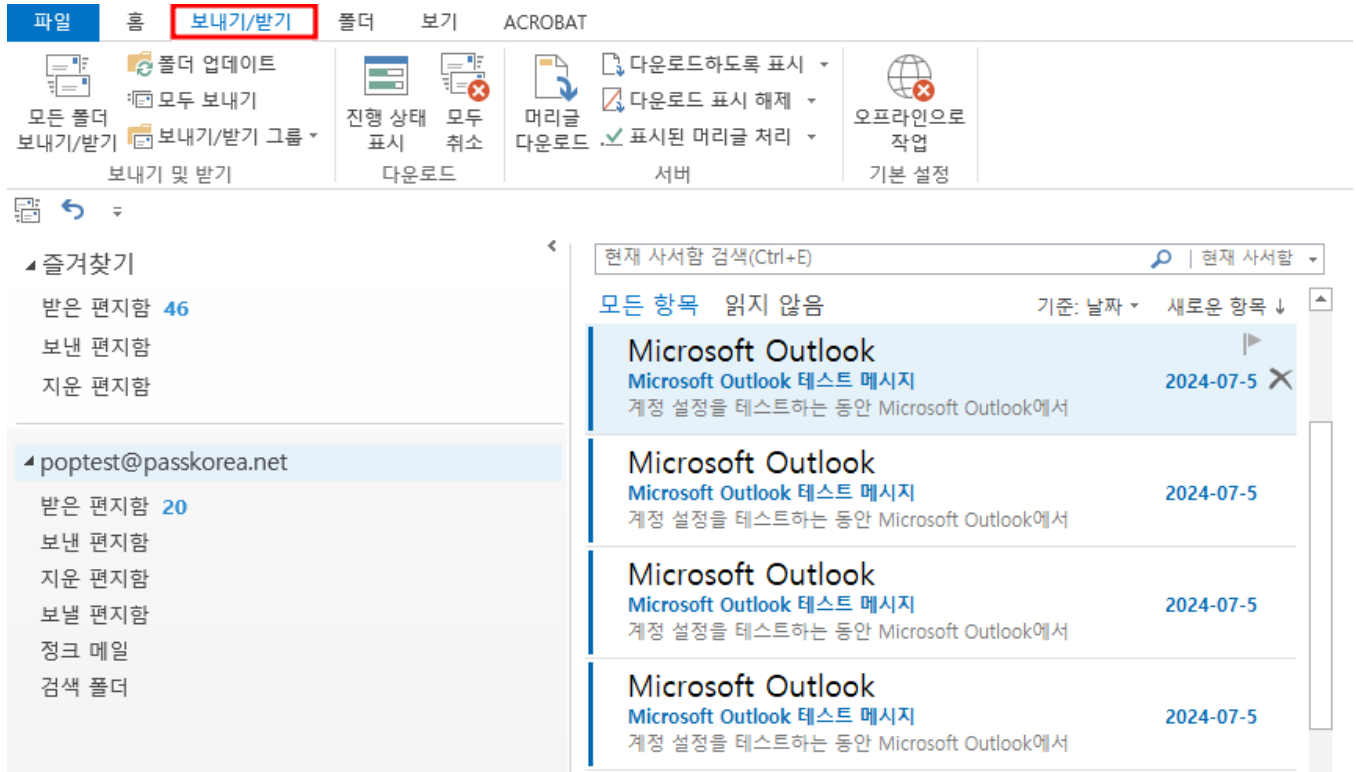 파일 홈 보내기/받기 폴더 보기 ACROBAT
모든 폴더
보내기/받기
폴더 업데이트
모두 보내기
보내기/받기 그룹
보내기 및 받기
진행 상태
표시
모두
취소
다운로드
머리글
다운로드
다운로드하도록 표시
다운로드 표시 해제
표시된 머리글 처리
서버
오프라인으로
작업
기본 설정
즐겨찾기
받은 편지함 46
보낸 편지함
지운 편지함
poptest@passkorea.net
받은 편지함 20
보낸 편지함
지운 편지함
보낼 편지함
정크 메일
검색 폴더
현재 사서함 검색(Ctrl+E) 현재 사서함
모든 항목 읽지 않음 기준: 날짜 새로운 항목 ↓
Microsoft Outlook
Microsoft Outlook 테스트 메시지 2024-07-5
계정 설정을 테스트하는 동안 Microsoft Outlook에서
Microsoft Outlook
Microsoft Outlook 테스트 메시지 2024-07-5
계정 설정을 테스트하는 동안 Microsoft Outlook에서
Microsoft Outlook
Microsoft Outlook 테스트 메시지 2024-07-5
계정 설정을 테스트하는 동안 Microsoft Outlook에서
Microsoft Outlook
Microsoft Outlook 테스트 메시지 2024-07-5
계정 설정을 테스트하는 동안 Microsoft Outlook에서